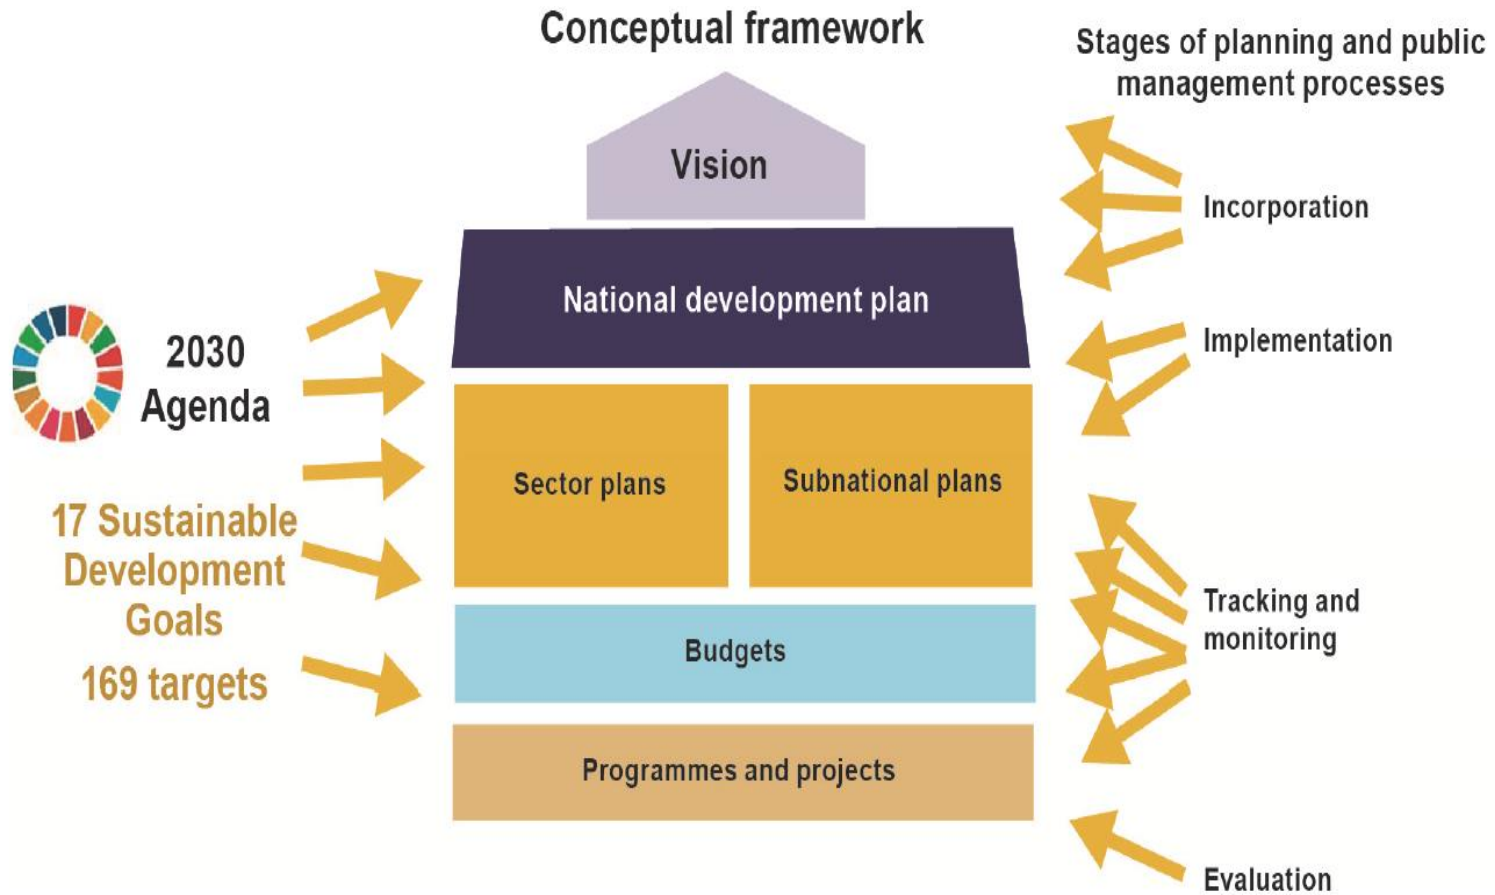 Conceptual framework
Stages of planning and public
management processes
Vision
Incorporation
National development plan
Implementation
2030
Agenda
Sector plans
Subnational plans
17 Sustainable
Development
Goals
169 targets
Tracking and
monitoring
Budgets
Programmes and projects
Evaluation